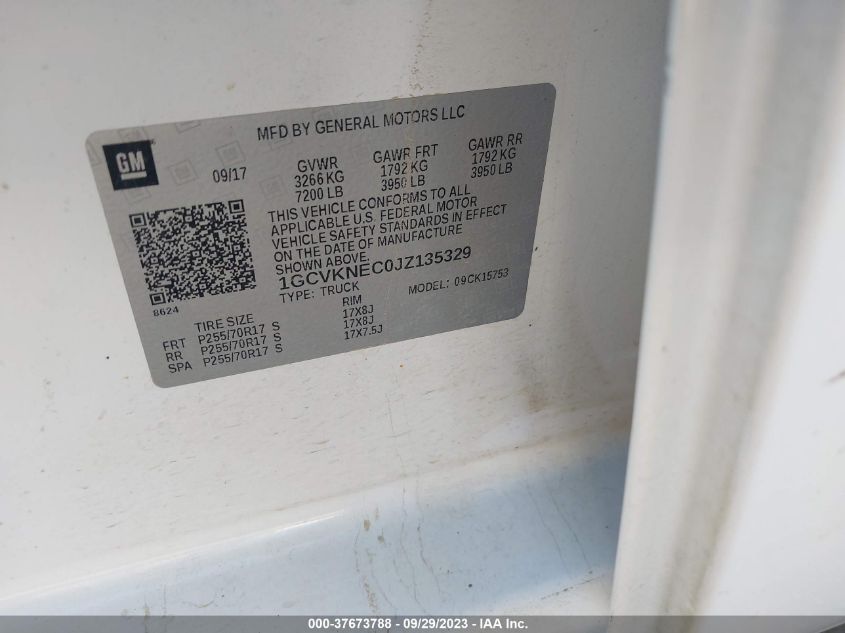 MFD BY GENERAL MOTORS LLC
GM
09/17 GVWR GAWR FRT GAWR RR
3266 KG 1792 KG 1792 KG
7200 LB 3950 LB 3950 LB
THIS VEHICLE CONFORMS TO ALL
APPLICABLE U.S. FEDERAL MOTOR
VEHICLE SAFETY STANDARDS IN EFFECT
ON THE DATE OF MANUFACTURE
SHOWN ABOVE.
1GCVKNEC0JZ135329
TYPE: TRUCK MODEL: 09CK15753
8624
TIRE SIZE RIM
FRT P255/70R17 S 17X8J
RR P255/70R17 S 17X8J
SPA P255/70R17 S 17X7.5J
000-37673788 - 09/29/2023 - IAA Inc.